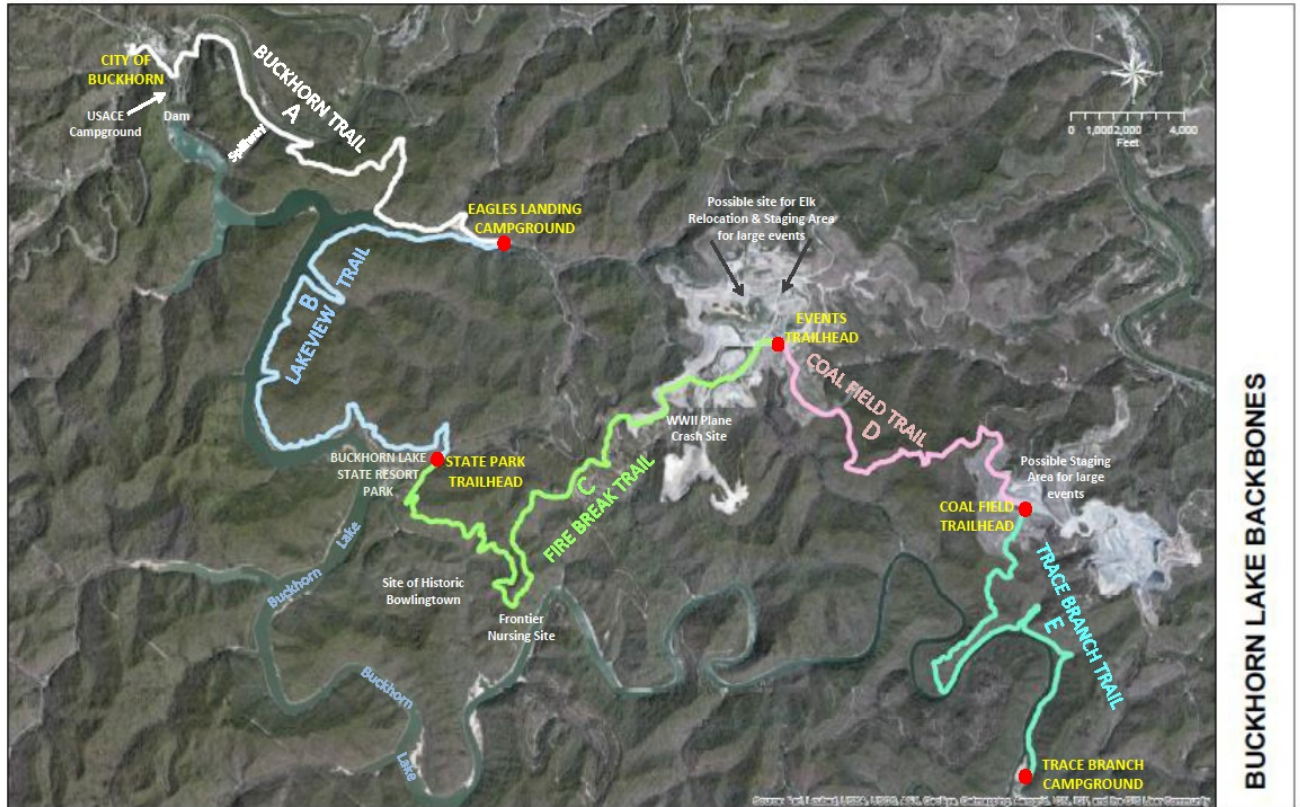 CITY OF
BUCKHORN
USACE
Campground
Dam
Spillway
BUCKHORN TRAIL
A
EAGLES LANDING
CAMPGROUND
Possible site for Elk
Relocation & Staging Area
for large events
0 1,000 2,000 4,000
Feet
B
LAKEVIEW TRAIL
EVENTS
TRAILHEAD
COAL FIELD TRAIL
D
WWII Plane
Crash Site
BUCKHORN LAKE
STATE RESORT
PARK
STATE PARK
TRAILHEAD
C
FIRE BREAK TRAIL
Possible Staging
Area for large
events
COAL FIELD
TRAILHEAD
Lake
Buckhorn
Site of Historic
Bowlingtown
Frontier
Nursing Site
TRACE BRANCH TRAIL
E
Buckhorn
Lake
TRACE BRANCH
CAMPGROUND
BUCKHORN LAKE BACKBONES